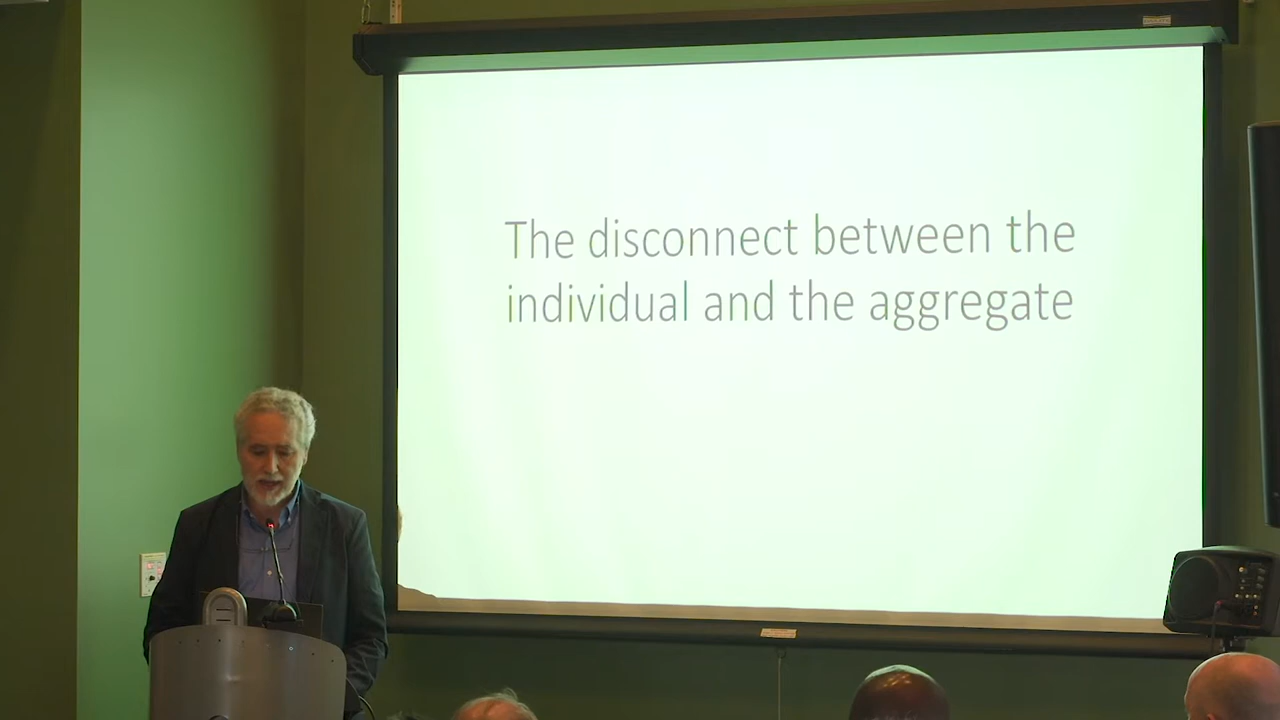 The disconnect between the
individual and the aggregate